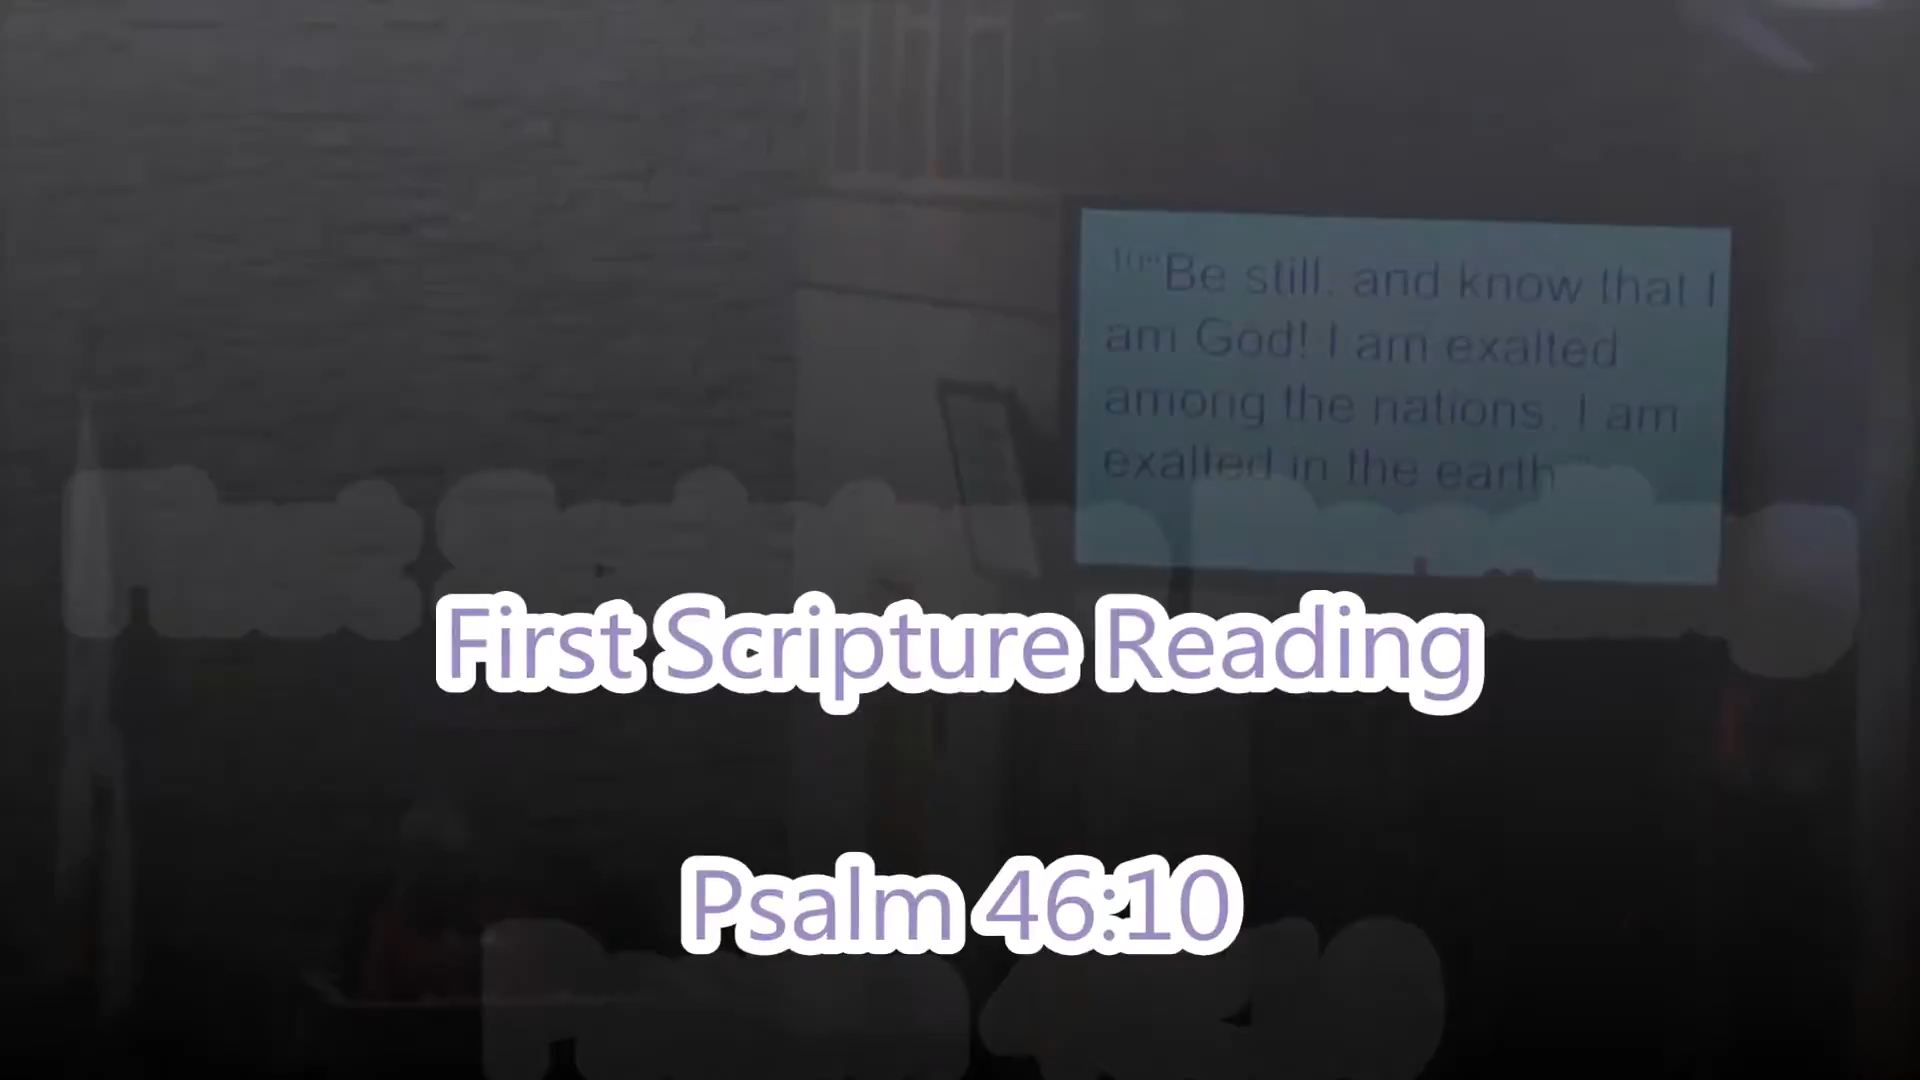 10“Be still, and know that I
am God! I am exalted
among the nations. I am
exalted in the earth.”
First Scripture Reading
Psalm 46:10